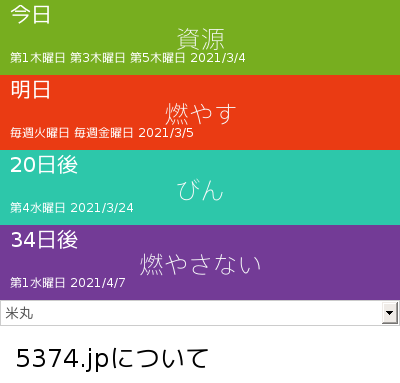 今日
資源
第1木曜日 第3木曜日 第5木曜日 2021/3/4
明日
燃やす
毎週火曜日 毎週金曜日 2021/3/5
20日後
びん
第4水曜日 2021/3/24
34日後
燃やさない
第1水曜日 2021/4/7
米丸
5374.jpについて